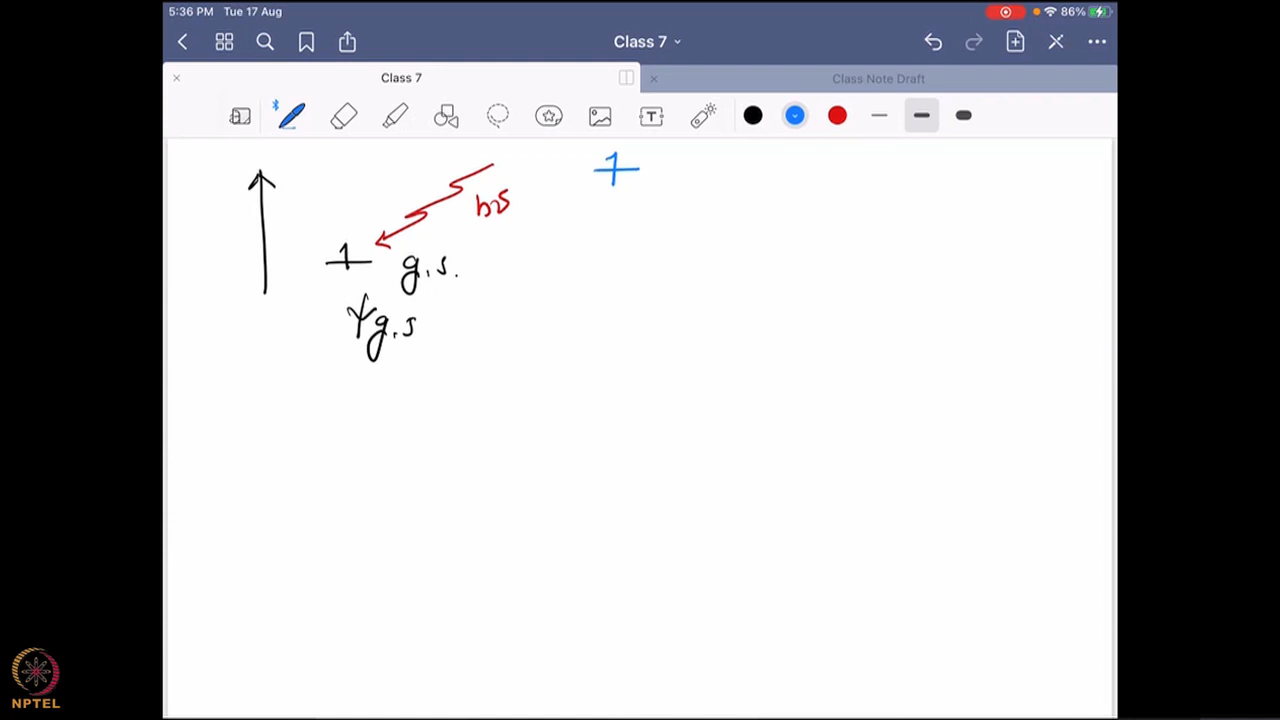 5:36 PM Tue 17 Aug
86%
Class 7
Class 7
Class Note Draft
T
hν
g.s.
ψg.s
NPTEL